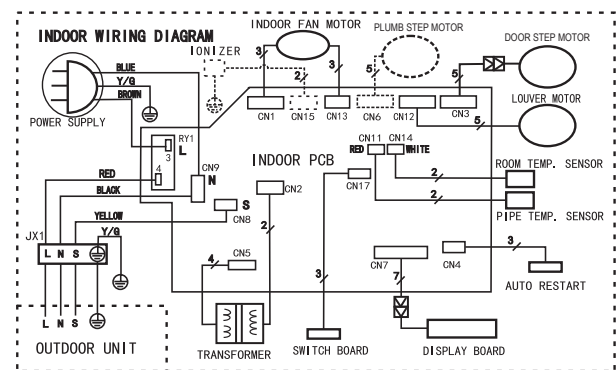 INDOOR WIRING DIAGRAM
INDOOR FAN MOTOR
PLUMB STEP MOTOR
DOOR STEP MOTOR
IONIZER
BLUE
Y/G
BROWN
POWER SUPPLY
3
2
3
5
5
LOUVER MOTOR
CN1
CN15
CN13
CN6
CN12
CN3
5
RY1
L
3
4
CN11
CN14
RED
WHITE
INDOOR PCB
RED
CN9
N
CN2
CN17
2
ROOM TEMP. SENSOR
BLACK
S
2
PIPE TEMP. SENSOR
YELLOW
CN8
Y/G
JX1
L N S
2
4
CN5
3
CN7
7
CN4
3
AUTO RESTART
L N S
OUTDOOR UNIT
TRANSFORMER
SWITCH BOARD
DISPLAY BOARD